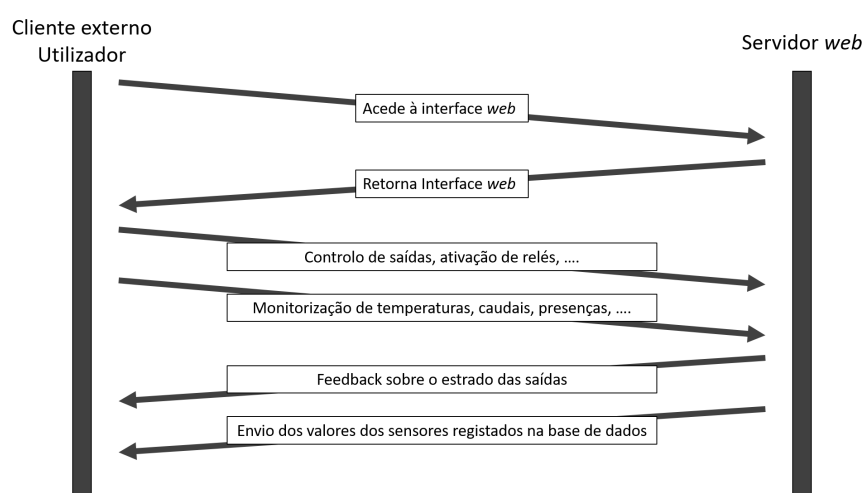 Cliente externo
Utilizador
Servidor web
Acede à interface web
Retorna Interface web
Controlo de saídas, ativação de relés, ....
Monitorização de temperaturas, caudais, presenças, ....
Feedback sobre o estrado das saídas
Envio dos valores dos sensores registados na base de dados